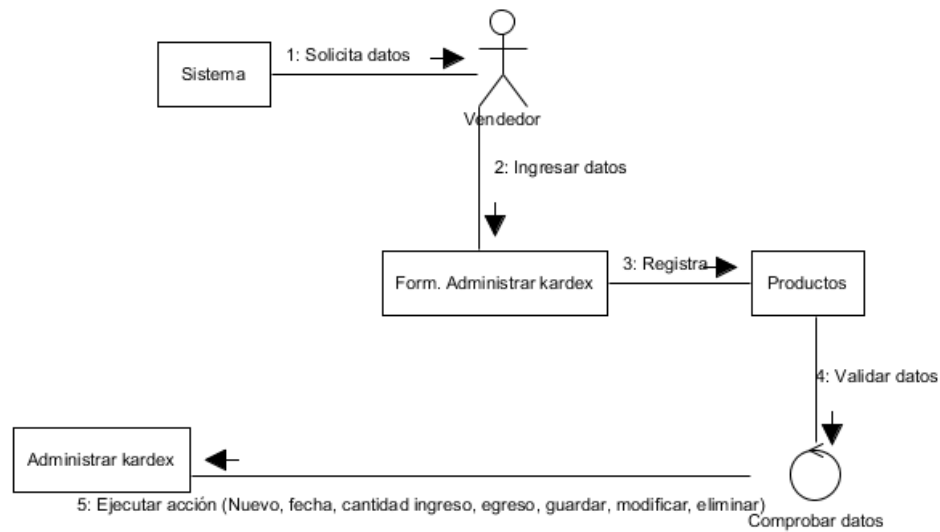 1: Solicita datos
Sistema
Vendedor
2: Ingresar datos
Form. Administrar kardex
3: Registra
Productos
4: Validar datos
Administrar kardex
5: Ejecutar acción (Nuevo, fecha, cantidad ingreso, egreso, guardar, modificar, eliminar)
Comprobar datos